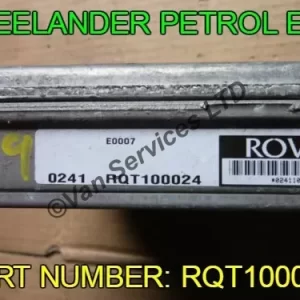 EELANDER PETROL E
E0007
ROV
0241 RQT100024
©Van Services LTD
RT NUMBER: RQT1000